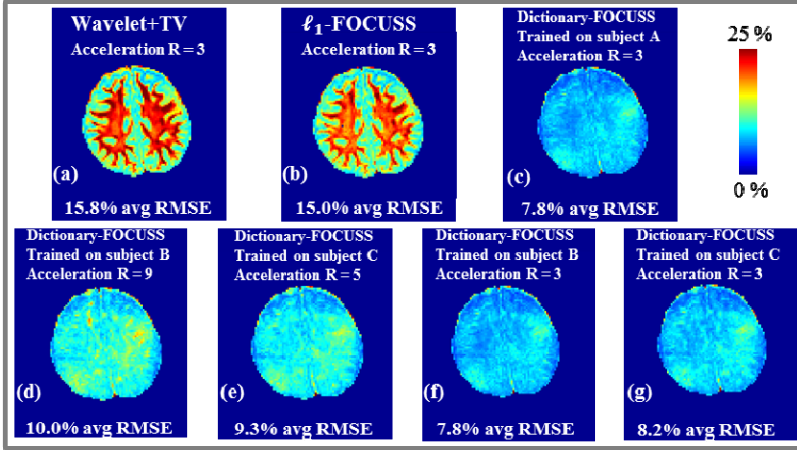 Wavelet+TV
Acceleration R = 3
(a)
15.8% avg RMSE
ℓ₁-FOCUSS
Acceleration R = 3
(b)
15.0% avg RMSE
Dictionary-FOCUSS
Trained on subject A
Acceleration R = 3
(c)
7.8% avg RMSE
25 %
0 %
Dictionary-FOCUSS
Trained on subject B
Acceleration R = 9
(d)
10.0% avg RMSE
Dictionary-FOCUSS
Trained on subject C
Acceleration R = 5
(e)
9.3% avg RMSE
Dictionary-FOCUSS
Trained on subject B
Acceleration R = 3
(f)
7.8% avg RMSE
Dictionary-FOCUSS
Trained on subject C
Acceleration R = 3
(g)
8.2% avg RMSE